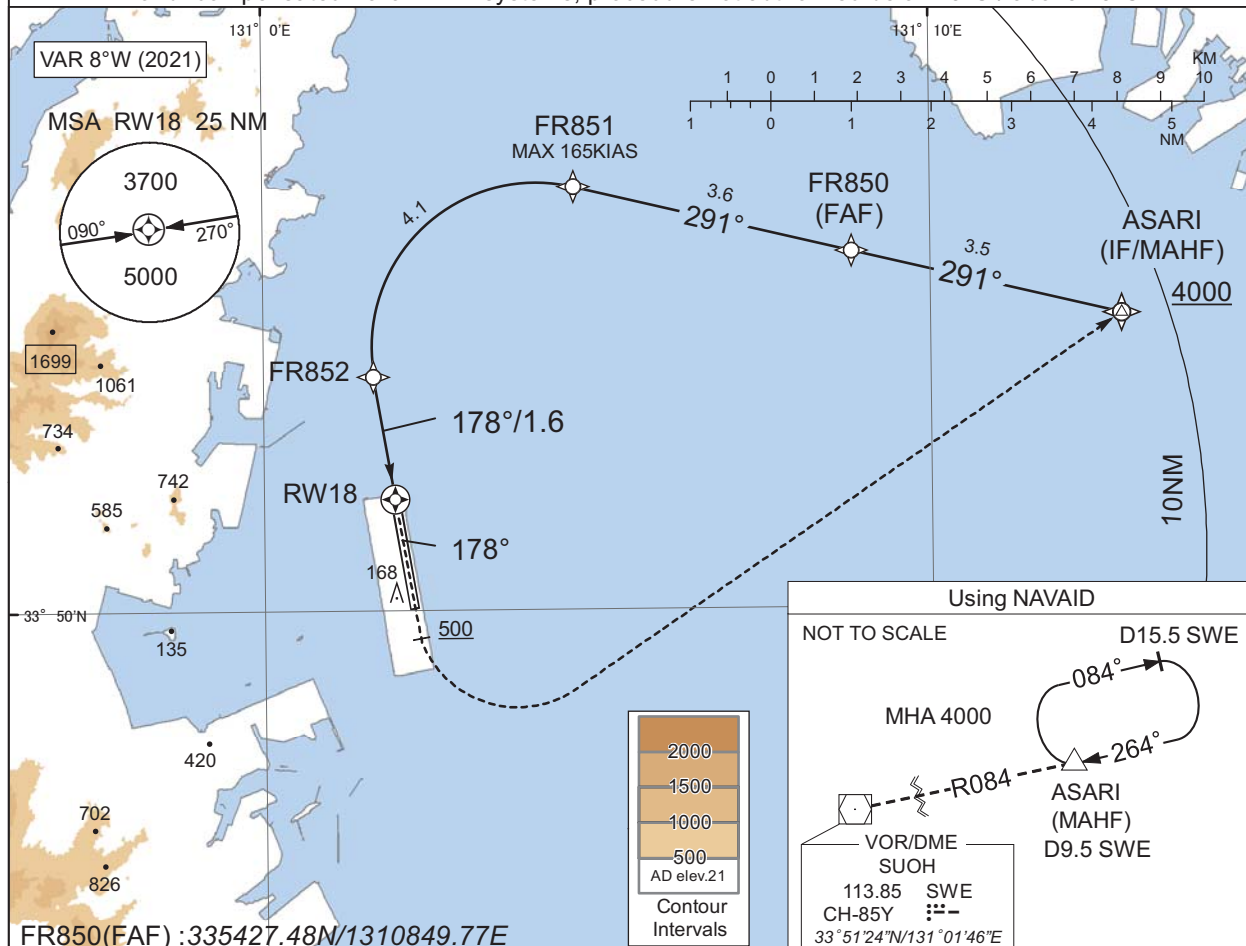 131° 0'E
131° 10'E
VAR 8°W (2021)
KM
1 0 1 2 3 4 5 6 7 8 9 10
1 0 1 2 3 4 5
NM
MSA RW18 25 NM
3700
090°
270°
5000
FR851
MAX 165KIAS
3.6
291°
FR850
(FAF)
3.5
291°
ASARI
(IF/MAHF)
4000
4.1
1699
1061
FR852
178°/1.6
734
742
585
RW18
178°
168
10NM
33° 50'N
135
500
420
702
826
2000
1500
1000
500
AD elev.21
Contour
Intervals
Using NAVAID
NOT TO SCALE
D15.5 SWE
084°
MHA 4000
264°
R084
ASARI
(MAHF)
D9.5 SWE
VOR/DME
SUOH
113.85 SWE
CH-85Y
33°51'24"N/131°01'46"E
FR850(FAF) :335427.48N/1310849.77E